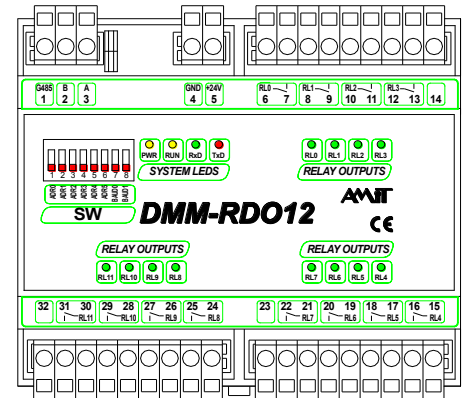 G485 B A GND +24V RL0 RL1 RL2 RL3
1 2 3 4 5 6 7 8 9 10 11 12 13 14
PWR RUN RxD TxD RL0 RL1 RL2 RL3
SYSTEM LEDS RELAY OUTPUTS
1 2 3 4 5 6 7 8
ADR0 ADR1 ADR2 ADR3 ADR4 ADR5 BAUD0 BAUD1
SW
AMiT
DMM-RDO12
CE
RELAY OUTPUTS RELAY OUTPUTS
RL11 RL10 RL9 RL8 RL7 RL6 RL5 RL4
32 31 30 29 28 27 26 25 24 23 22 21 20 19 18 17 16 15
RL11 RL10 RL9 RL8 RL7 RL6 RL5 RL4